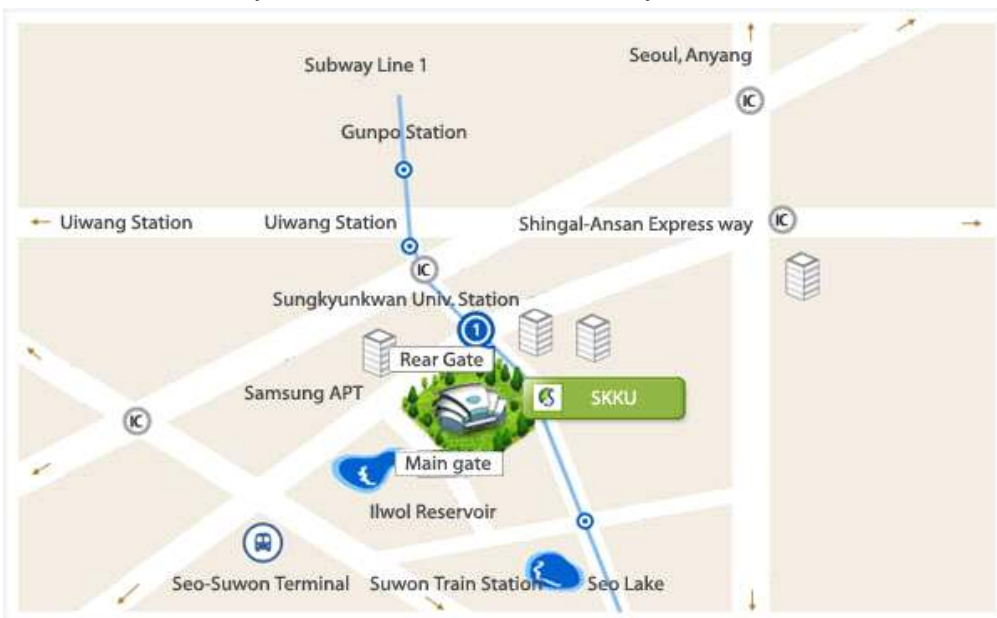 Seoul, Anyang
Subway Line 1
IC
Gunpo Station
Uiwang Station
Uiwang Station
Shingal-Ansan Express way
IC
IC
Sungkyunkwan Univ. Station
1
Rear Gate
Samsung APT
SKKU
IC
Main gate
Ilwol Reservoir
Seo-Suwon Terminal
Suwon Train Station
Seo Lake